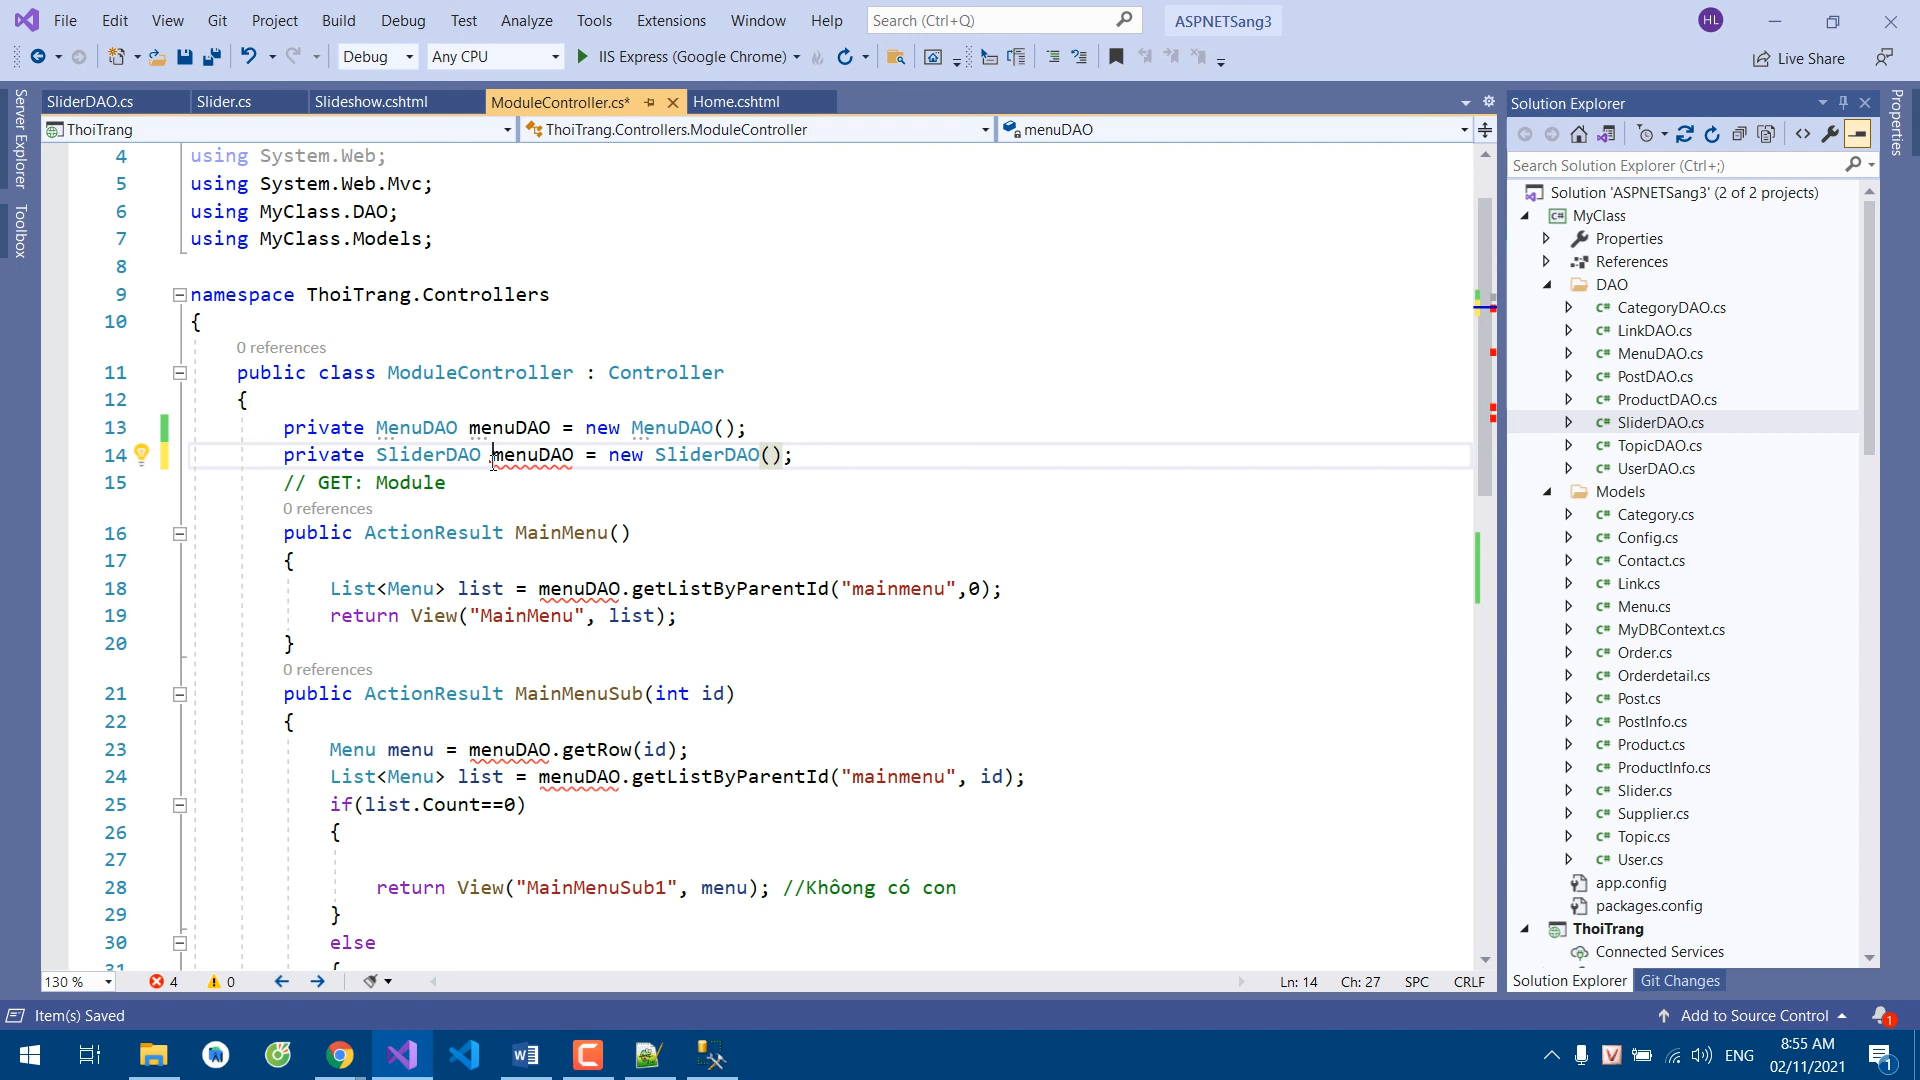 File Edit View Git Project Build Debug Test Analyze Tools Extensions Window Help Search (Ctrl+Q) ASPNETSang3 HL
Debug Any CPU IIS Express (Google Chrome) Live Share
Server Explorer
Toolbox
SliderDAO.cs Slider.cs Slideshow.cshtml ModuleController.cs* Home.cshtml
ThoiTrang ThoiTrang.Controllers.ModuleController menuDAO
4 using System.Web;
5 using System.Web.Mvc;
6 using MyClass.DAO;
7 using MyClass.Models;
8
9 namespace ThoiTrang.Controllers
10 {
0 references
11 public class ModuleController : Controller
12 {
13 private MenuDAO menuDAO = new MenuDAO();
14 private SliderDAO menuDAO = new SliderDAO();
15 // GET: Module
0 references
16 public ActionResult MainMenu()
17 {
18 List<Menu> list = menuDAO.getListByParentId("mainmenu",0);
19 return View("MainMenu", list);
20 }
0 references
21 public ActionResult MainMenuSub(int id)
22 {
23 Menu menu = menuDAO.getRow(id);
24 List<Menu> list = menuDAO.getListByParentId("mainmenu", id);
25 if(list.Count==0)
26 {
27
28 return View("MainMenuSub1", menu); //Khôong có con
29 }
30 else
31 {
130 % 4 0 Ln: 14 Ch: 27 SPC CRLF
Solution Explorer
Search Solution Explorer (Ctrl+;)
Solution 'ASPNETSang3' (2 of 2 projects)
C# MyClass
Properties
References
DAO
C# CategoryDAO.cs
C# LinkDAO.cs
C# MenuDAO.cs
C# PostDAO.cs
C# ProductDAO.cs
C# SliderDAO.cs
C# TopicDAO.cs
C# UserDAO.cs
Models
C# Category.cs
C# Config.cs
C# Contact.cs
C# Link.cs
C# Menu.cs
C# MyDBContext.cs
C# Order.cs
C# Orderdetail.cs
C# Post.cs
C# PostInfo.cs
C# Product.cs
C# ProductInfo.cs
C# Slider.cs
C# Supplier.cs
C# Topic.cs
C# User.cs
app.config
packages.config
ThoiTrang
Connected Services
Solution Explorer Git Changes
Properties
Item(s) Saved Add to Source Control 1
ENG 8:55 AM
02/11/2021 1